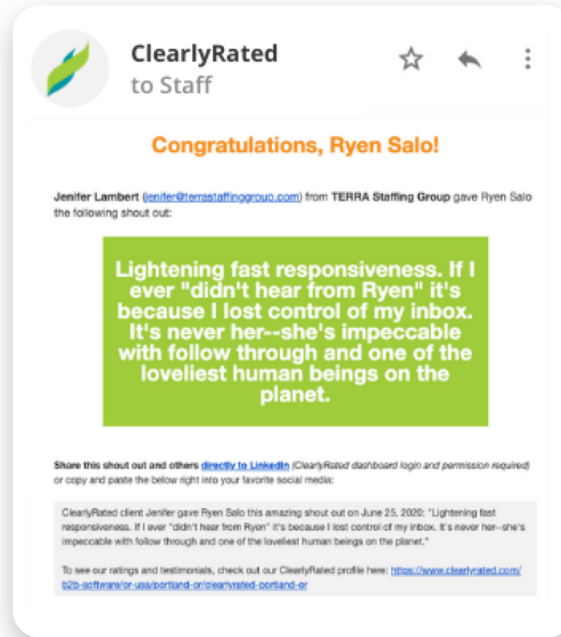 ClearlyRated
to Staff
Congratulations, Ryen Salo!
Jenifer Lambert (jenifer@terrastaffinggroup.com) from TERRA Staffing Group gave Ryen Salo
the following shout out:
Lightening fast responsiveness. If I
ever "didn't hear from Ryen" it's
because I lost control of my inbox.
It's never her--she's impeccable
with follow through and one of the
loveliest human beings on the
planet.
Share this shout out and others directly to LinkedIn (ClearlyRated dashboard login and permission required)
or copy and paste the below right into your favorite social media:
ClearlyRated client Jenifer gave Ryen Salo this amazing shout out on June 25, 2020: "Lightening fast
responsiveness. If I ever "didn't hear from Ryen" it's because I lost control of my inbox. It's never her--she's
impeccable with follow through and one of the loveliest human beings on the planet."
To see our ratings and testimonials, check out our ClearlyRated profile here: https://www.clearlyrated.com/
b2b-software/or-usa/portland-or/clearlyrated-portland-or